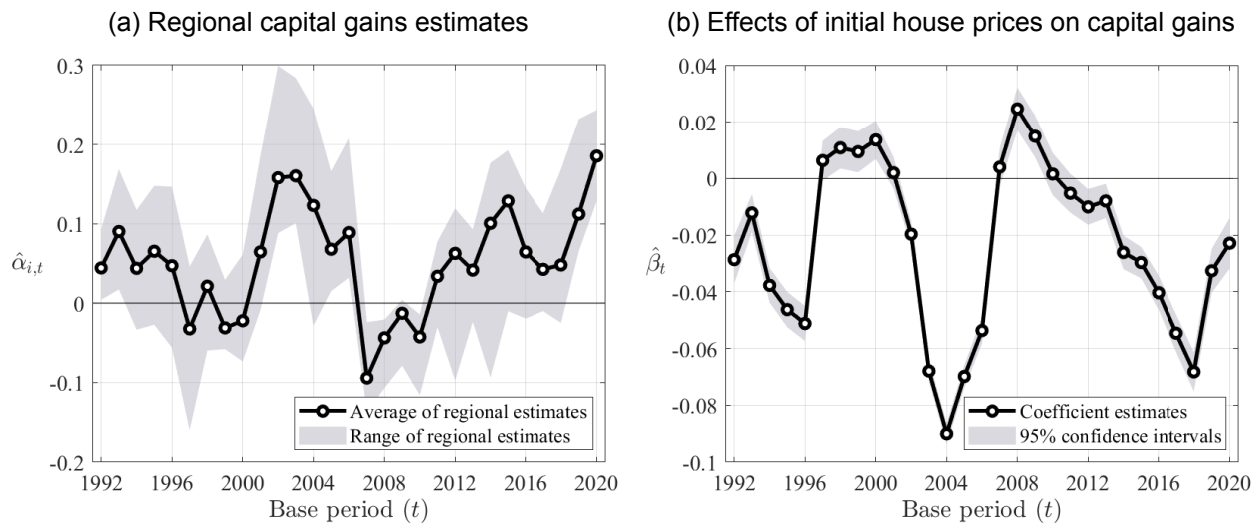 (a) Regional capital gains estimates
0.3
0.2
0.1
0
-0.1
-0.2
α̂i,t
Average of regional estimates
Range of regional estimates
1992 1996 2000 2004 2008 2012 2016 2020
Base period (t)
(b) Effects of initial house prices on capital gains
0.04
0.02
0
-0.02
-0.04
-0.06
-0.08
-0.1
β̂t
Coefficient estimates
95% confidence intervals
1992 1996 2000 2004 2008 2012 2016 2020
Base period (t)